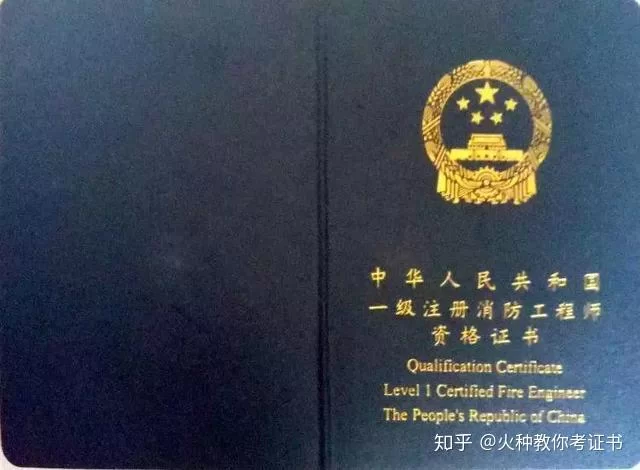 中华人民共和国
一级注册消防工程师
资格证书
Qualification Certificate
Level 1 Certified Fire Engineer
The People's Republic of China
知乎 @火种教你考证书